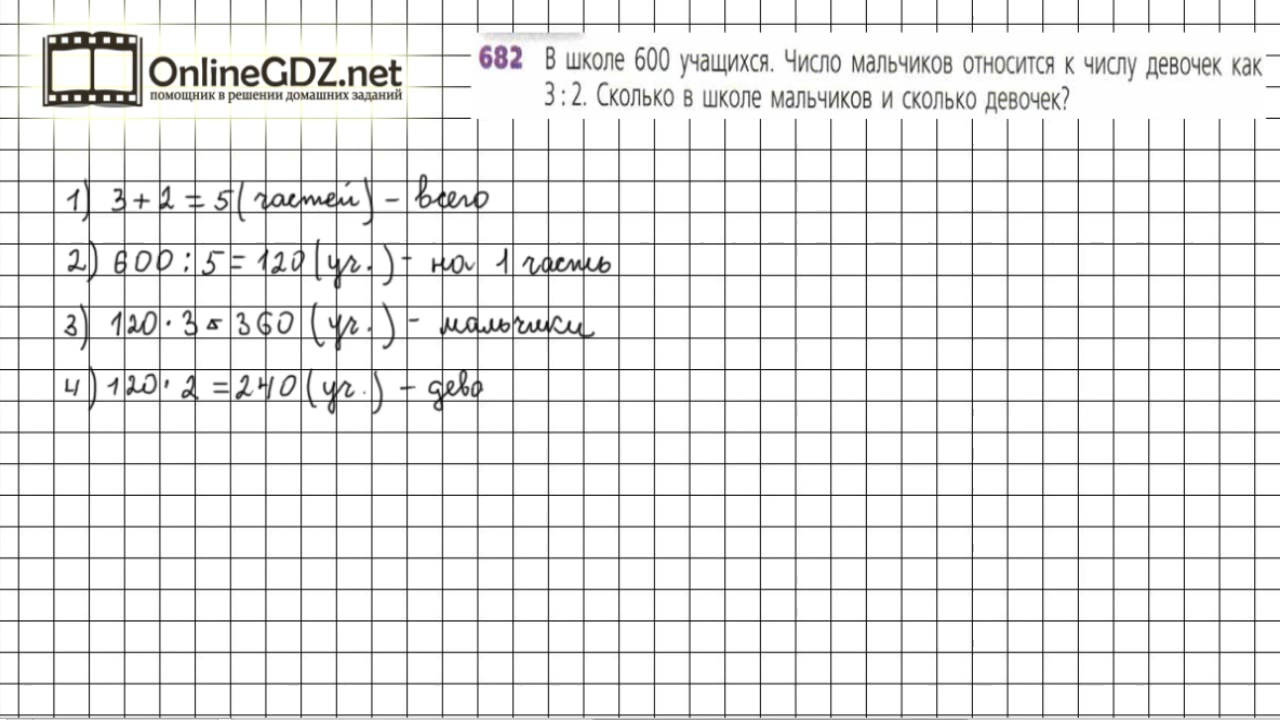 OnlineGDZ.net
помощник в решении домашних заданий
682 В школе 600 учащихся. Число мальчиков относится к числу девочек как
3 : 2. Сколько в школе мальчиков и сколько девочек?
1) 3 + 2 = 5 (частей) - всего
2) 600 : 5 = 120 (уч.) - на 1 часть
3) 120 · 3 = 360 (уч.) - мальчики
4) 120 · 2 = 240 (уч.) - дево